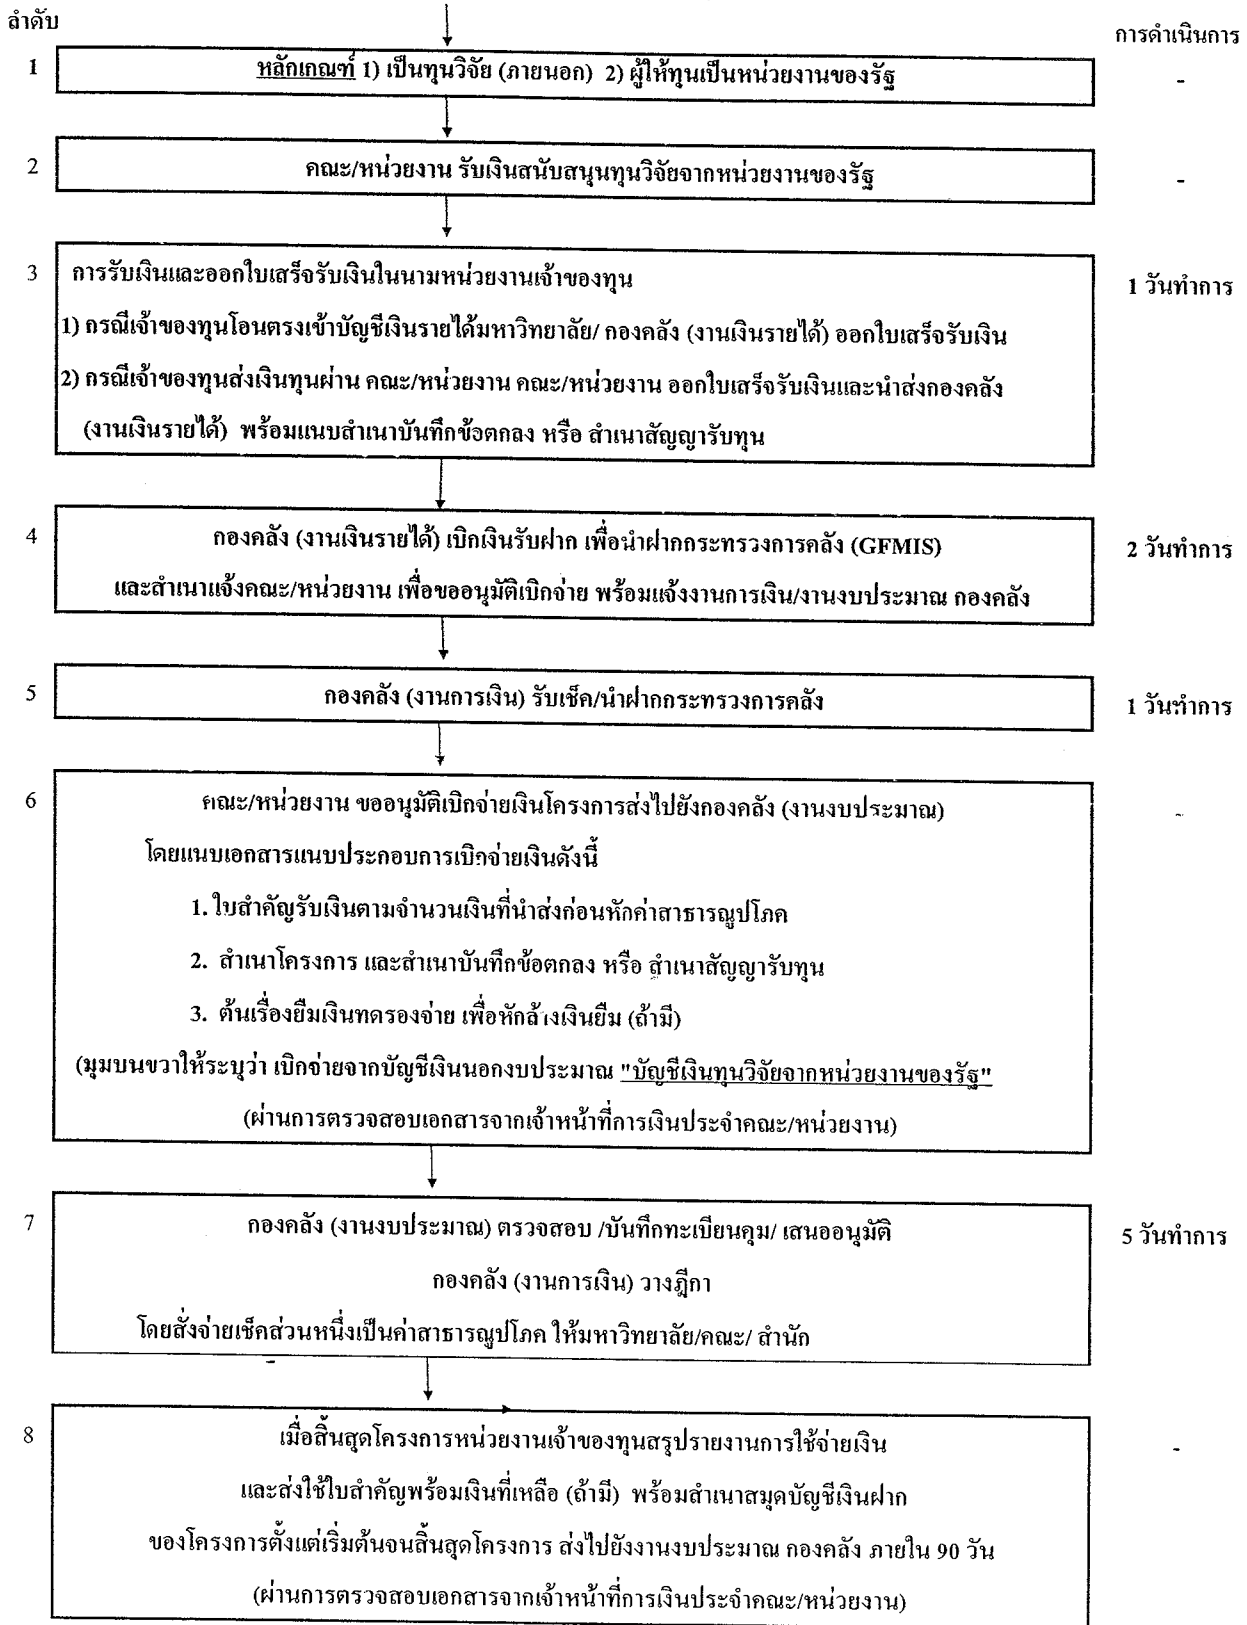 ลำดับ
การดำเนินการ
1
หลักเกณฑ์ 1) เป็นทุนวิจัย (ภายนอก) 2) ผู้ให้ทุนเป็นหน่วยงานของรัฐ
-
2
คณะ/หน่วยงาน รับเงินสนับสนุนทุนวิจัยจากหน่วยงานของรัฐ
-
3
การรับเงินและออกใบเสร็จรับเงินในนามหน่วยงานเจ้าของทุน
1 วันทำการ
1) กรณีเจ้าของทุนโอนตรงเข้าบัญชีเงินรายได้มหาวิทยาลัย/ กองคลัง (งานเงินรายได้) ออกใบเสร็จรับเงิน
2) กรณีเจ้าของทุนส่งเงินทุนผ่าน คณะ/หน่วยงาน คณะ/หน่วยงาน ออกใบเสร็จรับเงินและนำส่งกองคลัง
(งานเงินรายได้) พร้อมแนบสำเนาบันทึกข้อตกลง หรือ สำเนาสัญญารับทุน
4
กองคลัง (งานเงินรายได้) เบิกเงินรับฝาก เพื่อนำฝากกระทรวงการคลัง (GFMIS)
2 วันทำการ
และสำเนาแจ้งคณะ/หน่วยงาน เพื่อขออนุมัติเบิกจ่าย พร้อมแจ้งงานการเงิน/งานงบประมาณ กองคลัง
5
กองคลัง (งานการเงิน) รับเช็ค/นำฝากกระทรวงการคลัง
1 วันทำการ
6
คณะ/หน่วยงาน ขออนุมัติเบิกจ่ายเงินโครงการส่งไปยังกองคลัง (งานงบประมาณ)
-
โดยแนบเอกสารแนบประกอบการเบิกจ่ายเงินดังนี้
1. ใบสำคัญรับเงินตามจำนวนเงินที่นำส่งก่อนหักค่าสาธารณูปโภค
2. สำเนาโครงการ และสำเนาบันทึกข้อตกลง หรือ สำเนาสัญญารับทุน
3. ต้นเรื่องยืมเงินทดรองจ่าย เพื่อหักล้างเงินยืม (ถ้ามี)
(มุมบนขวาให้ระบุว่า เบิกจ่ายจากบัญชีเงินนอกงบประมาณ "บัญชีเงินทุนวิจัยจากหน่วยงานของรัฐ"
(ผ่านการตรวจสอบเอกสารจากเจ้าหน้าที่การเงินประจำคณะ/หน่วยงาน)
7
กองคลัง (งานงบประมาณ) ตรวจสอบ /บันทึกทะเบียนคุม/ เสนออนุมัติ
5 วันทำการ
กองคลัง (งานการเงิน) วางฎีกา
โดยสั่งจ่ายเช็คส่วนหนึ่งเป็นค่าสาธารณูปโภค ให้มหาวิทยาลัย/คณะ/ สำนัก
8
เมื่อสิ้นสุดโครงการหน่วยงานเจ้าของทุนสรุปรายงานการใช้จ่ายเงิน
-
และส่งใช้ใบสำคัญพร้อมเงินที่เหลือ (ถ้ามี) พร้อมสำเนาสมุดบัญชีเงินฝาก
ของโครงการตั้งแต่เริ่มต้นจนสิ้นสุดโครงการ ส่งไปยังงานงบประมาณ กองคลัง ภายใน 90 วัน
(ผ่านการตรวจสอบเอกสารจากเจ้าหน้าที่การเงินประจำคณะ/หน่วยงาน)